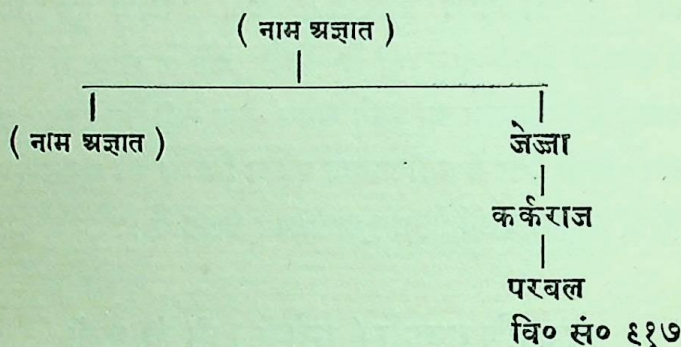 ( नाम अज्ञात )
( नाम अज्ञात )
जेज्जा
कर्कराज
परबल
वि० सं० ९१७